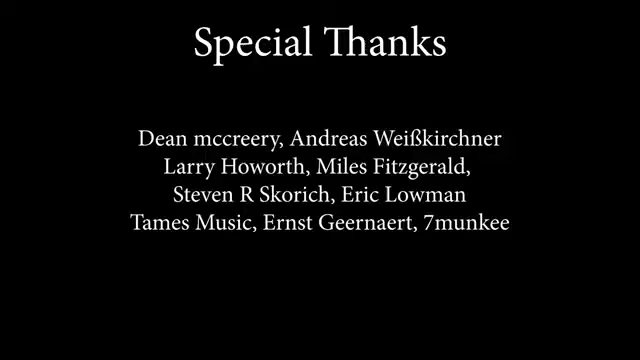 Special Thanks
Dean mccreery, Andreas Weißkirchner
Larry Howorth, Miles Fitzgerald,
Steven R Skorich, Eric Lowman
Tames Music, Ernst Geernaert, 7munkee